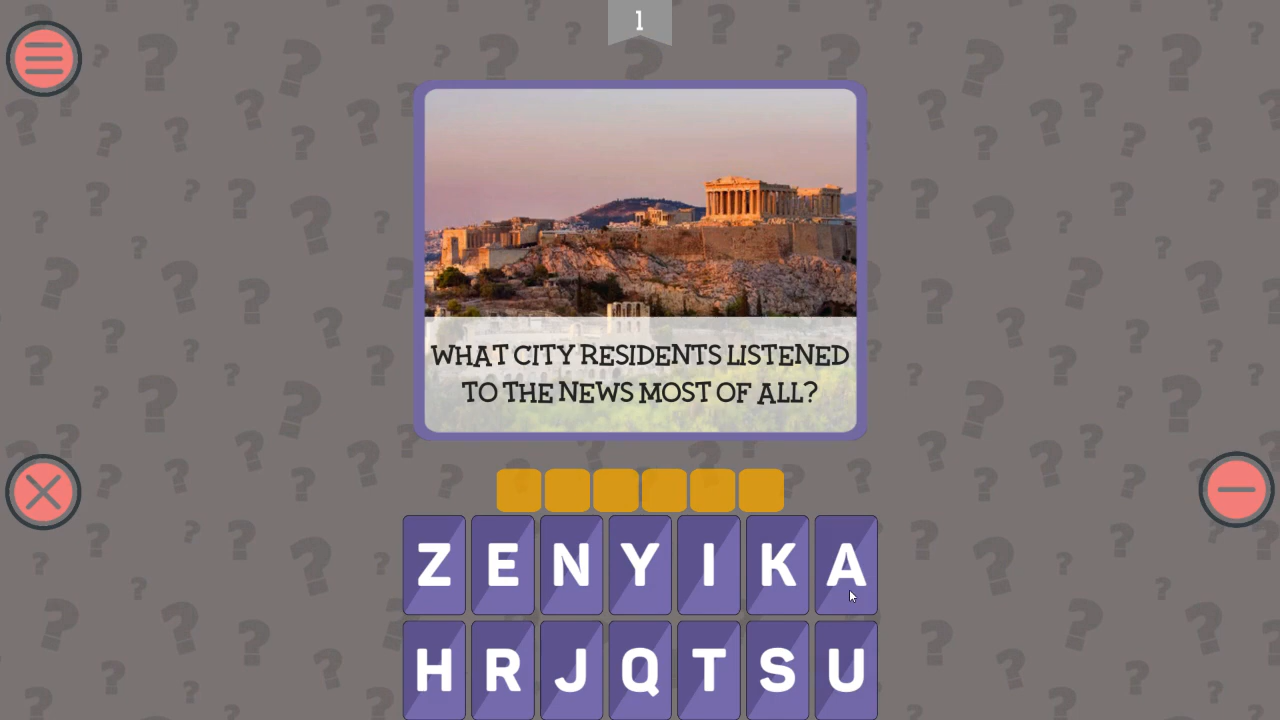 1
WHAT CITY RESIDENTS LISTENED
TO THE NEWS MOST OF ALL?
Z E N Y I K A
H R J Q T S U